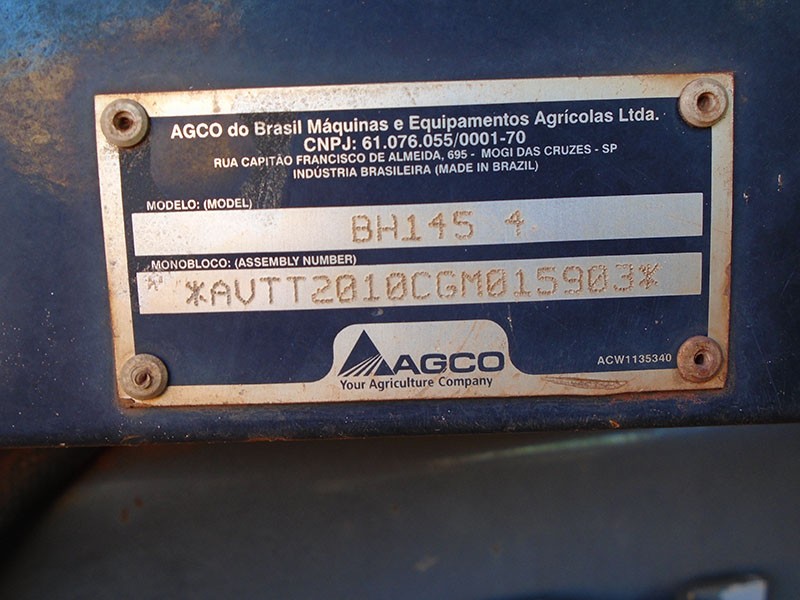 AGCO do Brasil Máquinas e Equipamentos Agrícolas Ltda.
CNPJ: 61.076.055/0001-70
RUA CAPITÃO FRANCISCO DE ALMEIDA, 695 - MOGI DAS CRUZES - SP
INDÚSTRIA BRASILEIRA (MADE IN BRAZIL)
MODELO: (MODEL)
BH145 4
MONOBLOCO: (ASSEMBLY NUMBER)
*AVTT2010CGM015903*
AGCO
Your Agriculture Company
ACW1135340